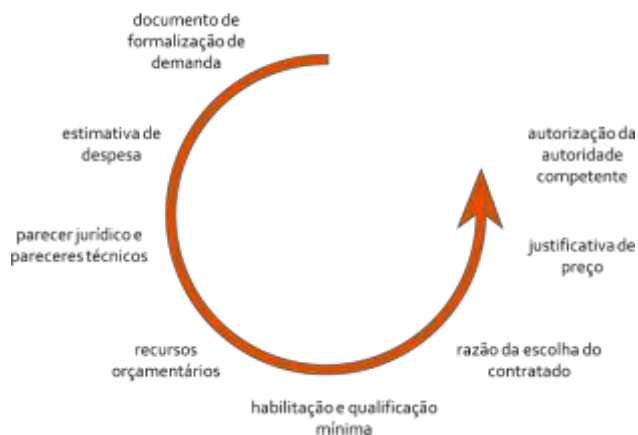 documento de
formalização de
demanda
estimativa de
despesa
parecer jurídico e
pareceres técnicos
recursos
orçamentários
habilitação e qualificação
mínima
razão da escolha do
contratado
justificativa de
preço
autorização da
autoridade
competente